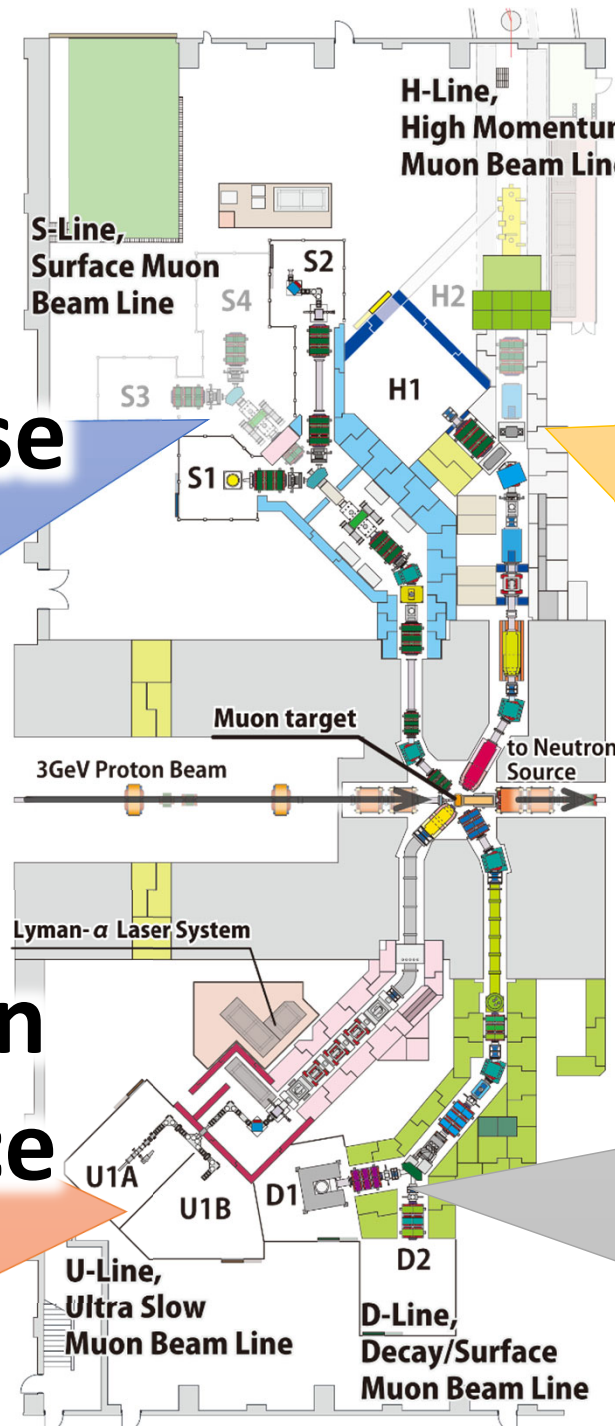 H-Line,
High Momentum
Muon Beam Line
S-Line,
Surface Muon
Beam Line
S2
S4
H2
S3
H1
se
S1
Muon target
to Neutron
Source
3GeV Proton Beam
Lyman-α Laser System
n
e
U1A
U1B
D1
D2
U-Line,
Ultra Slow
Muon Beam Line
D-Line,
Decay/Surface
Muon Beam Line